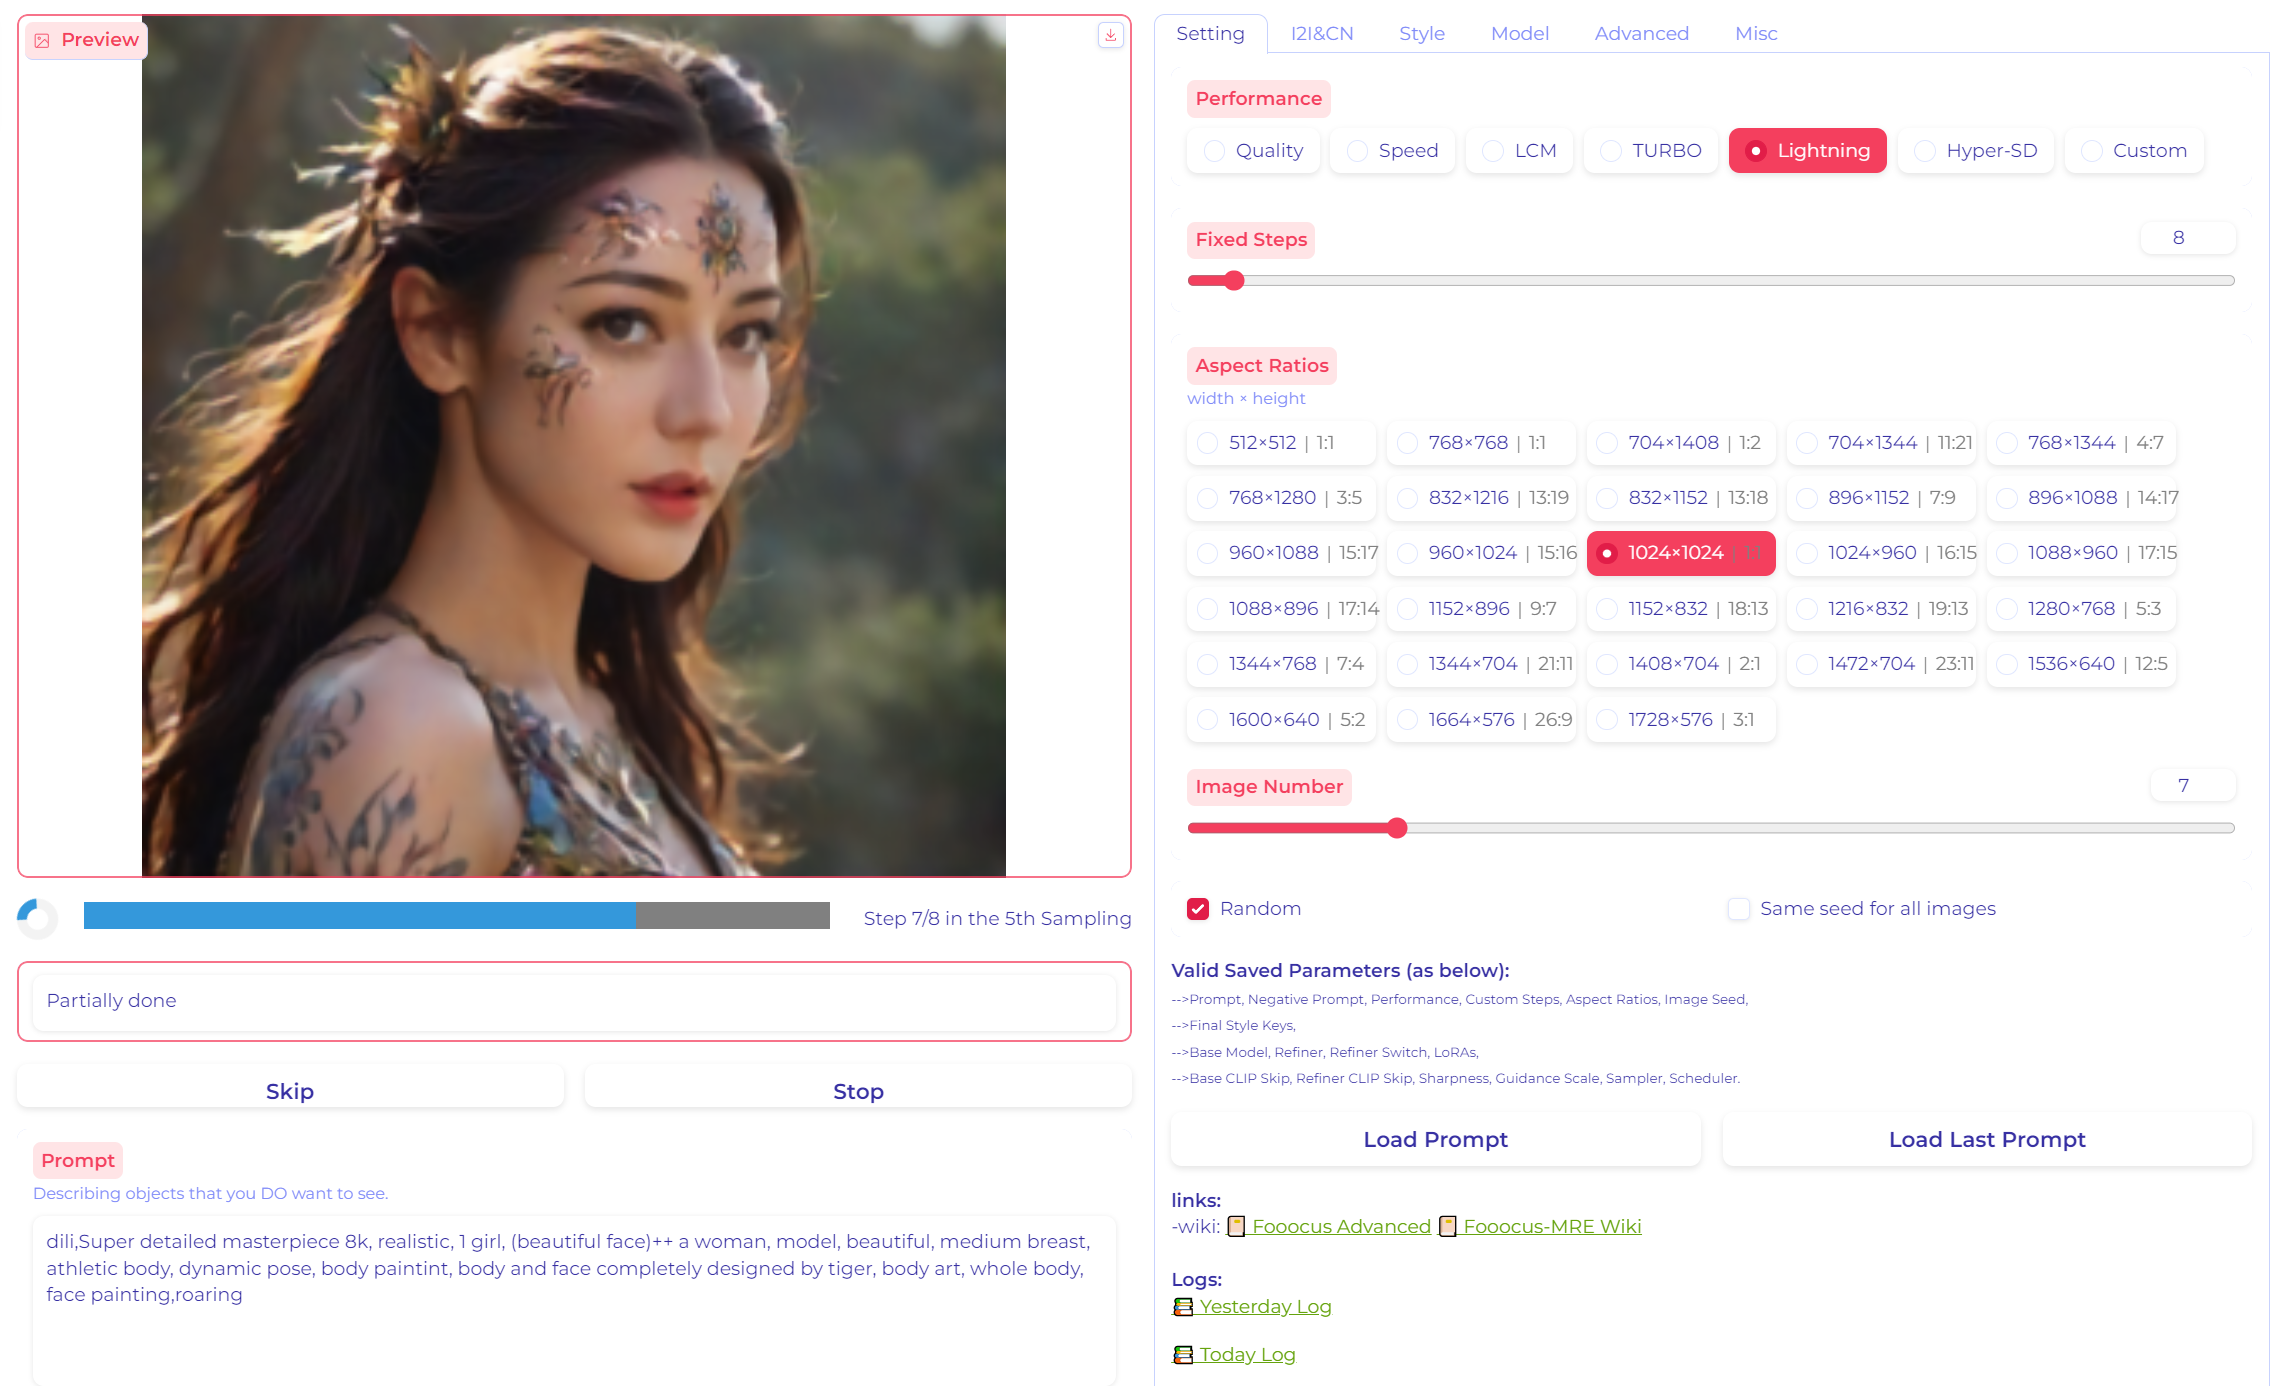 Preview
Step 7/8 in the 5th Sampling
Partially done
Skip
Stop
Prompt
Describing objects that you DO want to see.
dili,Super detailed masterpiece 8k, realistic, 1 girl, (beautiful face)++ a woman, model, beautiful, medium breast,
athletic body, dynamic pose, body paintint, body and face completely designed by tiger, body art, whole body,
face painting,roaring
Setting I2I&CN Style Model Advanced Misc
Performance
Quality Speed LCM TURBO Lightning Hyper-SD Custom
Fixed Steps 8
Aspect Ratios
width × height
512×512 | 1:1 768×768 | 1:1 704×1408 | 1:2 704×1344 | 11:21 768×1344 | 4:7
768×1280 | 3:5 832×1216 | 13:19 832×1152 | 13:18 896×1152 | 7:9 896×1088 | 14:17
960×1088 | 15:17 960×1024 | 15:16 1024×1024 | 1:1 1024×960 | 16:15 1088×960 | 17:15
1088×896 | 17:14 1152×896 | 9:7 1152×832 | 18:13 1216×832 | 19:13 1280×768 | 5:3
1344×768 | 7:4 1344×704 | 21:11 1408×704 | 2:1 1472×704 | 23:11 1536×640 | 12:5
1600×640 | 5:2 1664×576 | 26:9 1728×576 | 3:1
Image Number 7
Random Same seed for all images
Valid Saved Parameters (as below):
-->Prompt, Negative Prompt, Performance, Custom Steps, Aspect Ratios, Image Seed,
-->Final Style Keys,
-->Base Model, Refiner, Refiner Switch, LoRAs,
-->Base CLIP Skip, Refiner CLIP Skip, Sharpness, Guidance Scale, Sampler, Scheduler.
Load Prompt Load Last Prompt
links:
-wiki: 📔 Fooocus Advanced 📔 Fooocus-MRE Wiki
Logs:
📚 Yesterday Log
📚 Today Log